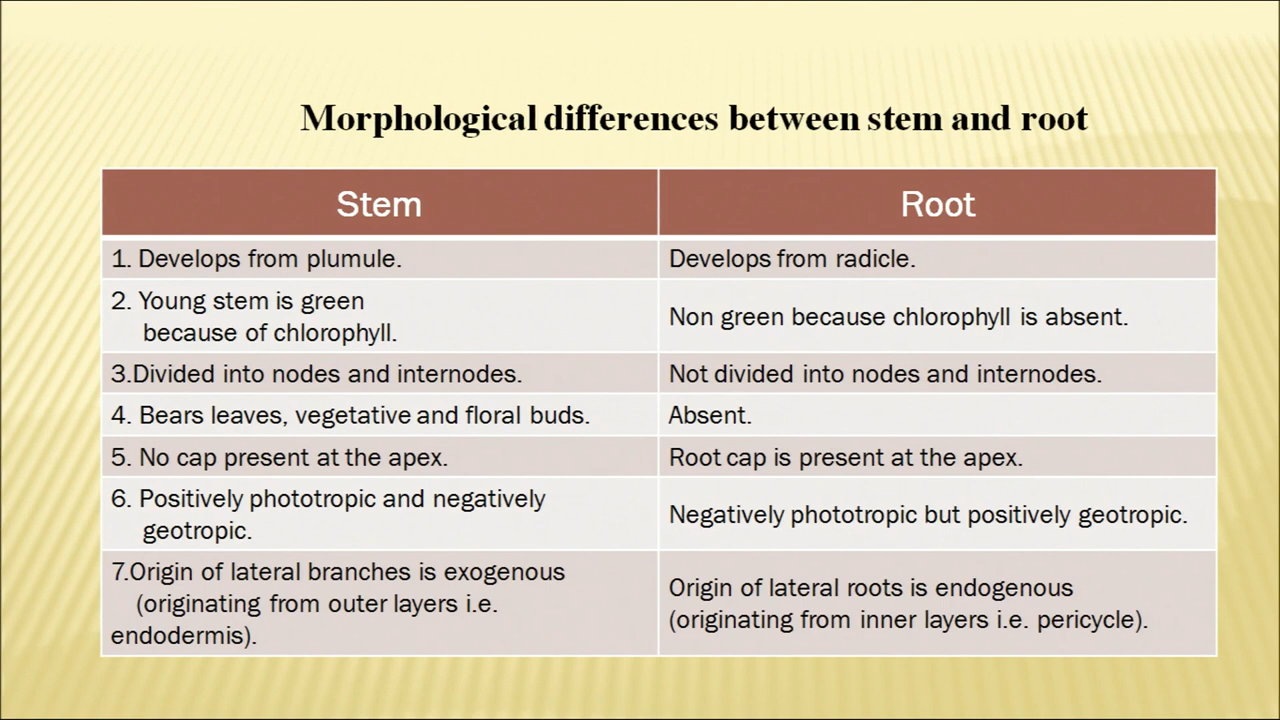 Morphological differences between stem and root
Stem
Root
1. Develops from plumule.
Develops from radicle.
2. Young stem is green
because of chlorophyll.
Non green because chlorophyll is absent.
3.Divided into nodes and internodes.
Not divided into nodes and internodes.
4. Bears leaves, vegetative and floral buds.
Absent.
5. No cap present at the apex.
Root cap is present at the apex.
6. Positively phototropic and negatively
geotropic.
Negatively phototropic but positively geotropic.
7.Origin of lateral branches is exogenous
(originating from outer layers i.e.
endodermis).
Origin of lateral roots is endogenous
(originating from inner layers i.e. pericycle).